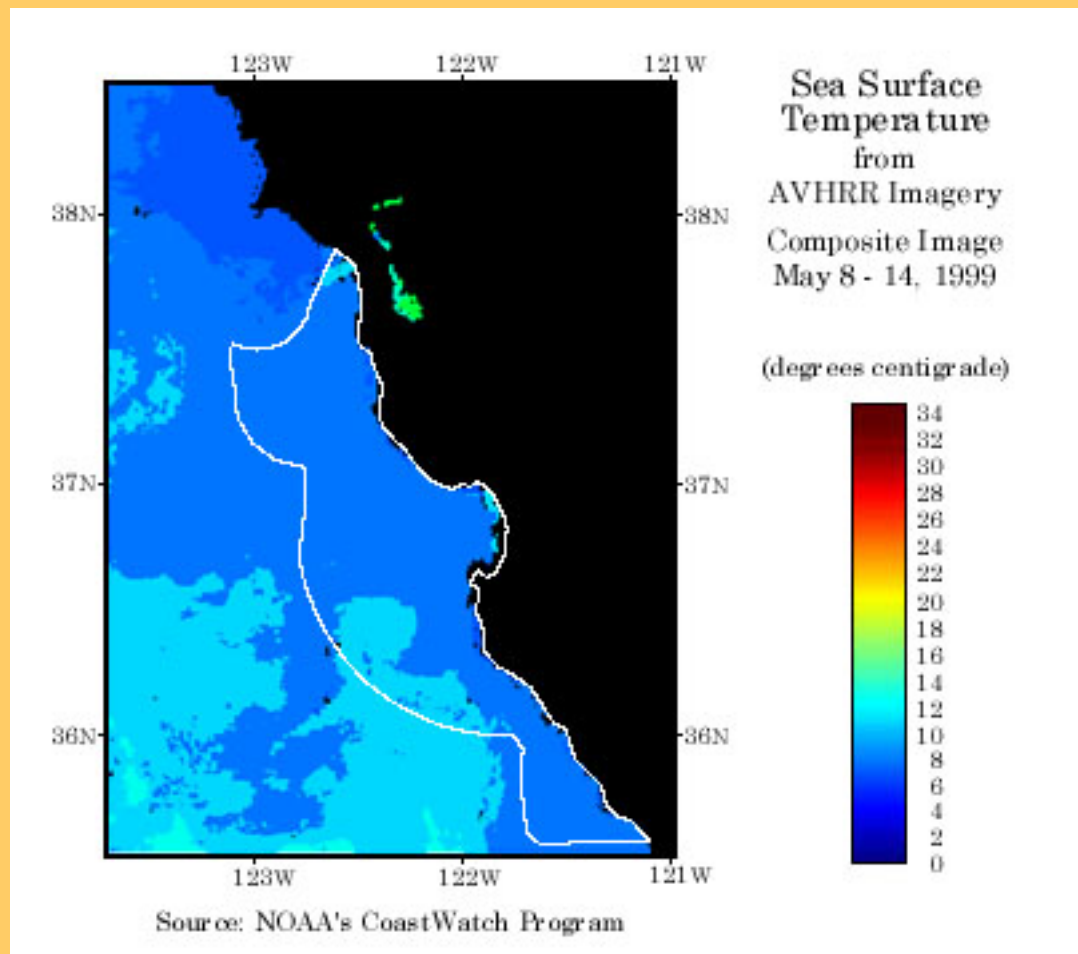 123W 122W 121W
Sea Surface
Temperature
from
AVHRR Imagery
Composite Image
May 8 - 14, 1999
38N 38N
37N 37N
36N 36N
(degrees centigrade)
34
32
30
28
26
24
22
20
18
16
14
12
10
8
6
4
2
0
123W 122W 121W
Source: NOAA's CoastWatch Program